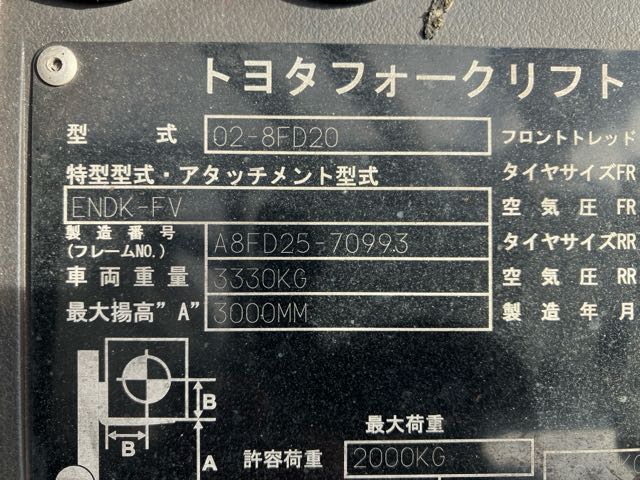 トヨタフォークリフト
型 式 02-8FD20 フロントトレッド
特型型式・アタッチメント型式 タイヤサイズFR
ENDK-FV 空気圧 FR
製造番号 (フレームNO.) A8FD25-70993 タイヤサイズRR
車両重量 3330KG 空気圧 RR
最大揚高"A" 3000MM 製造年月
B
B
A
最大荷重
許容荷重 2000KG